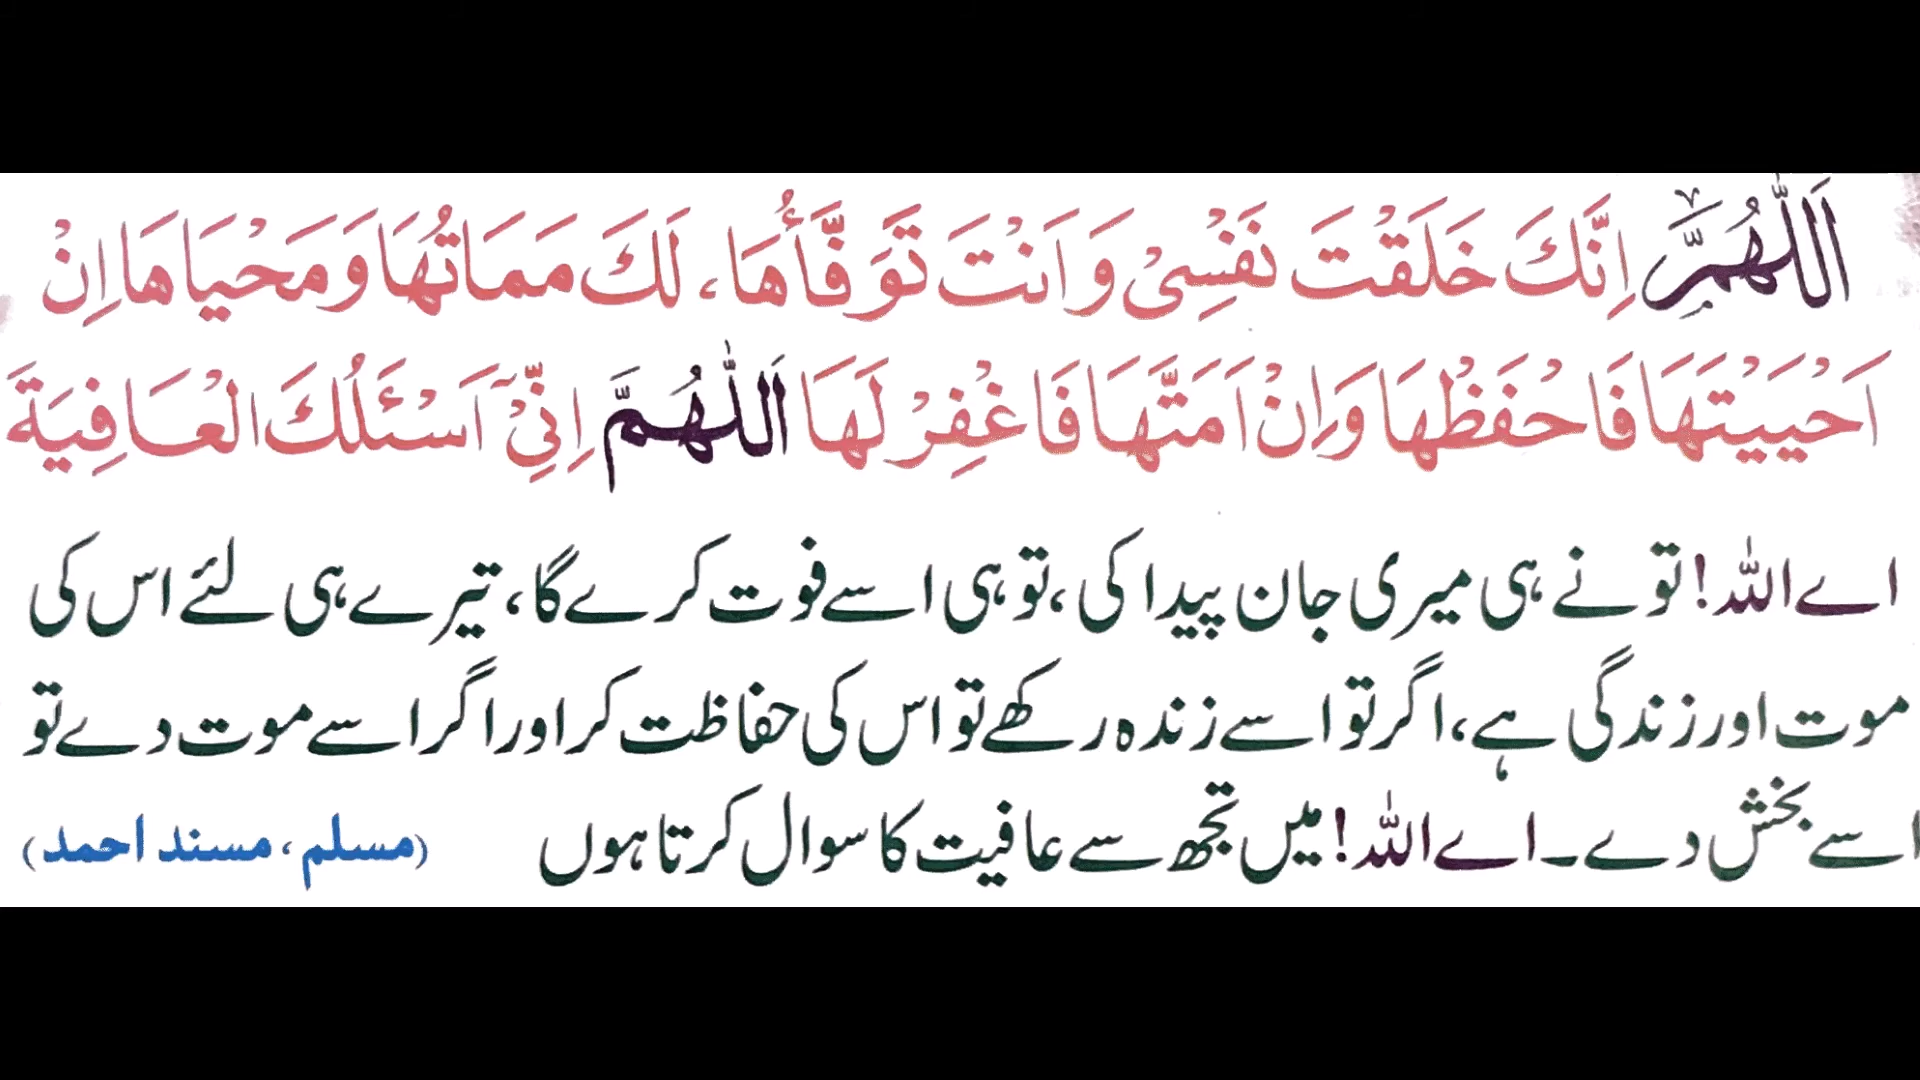 اَللّٰهُمَّ اِنَّكَ خَلَقْتَ نَفْسِىْ وَاَنْتَ تَوَفَّأُهَا، لَكَ مَمَاتُهَا وَمَحْيَاهَا اِنْ
اَحْيَيْتَهَا فَاحْفَظْهَا وَاِنْ اَمَتَّهَا فَاغْفِرْ لَهَا اَللّٰهُمَّ اِنِّىْٓ اَسْئَلُكَ الْعَافِيَةَ
اے اللہ! تو نے ہی میری جان پیدا کی، تو ہی اسے فوت کرے گا، تیرے ہی لئے اس کی
موت اور زندگی ہے، اگر تو اسے زندہ رکھے تو اس کی حفاظت کر اور اگر اسے موت دے تو
اسے بخش دے۔ اے اللہ! میں تجھ سے عافیت کا سوال کرتا ہوں (مسلم، مسند احمد)